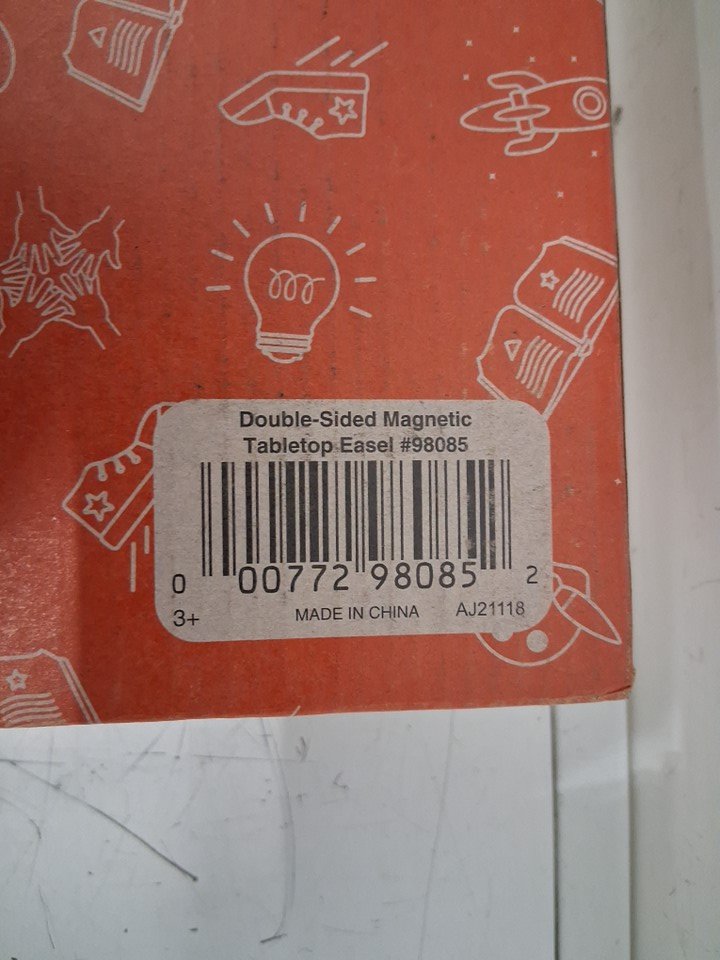 Double-Sided Magnetic
Tabletop Easel #98085
0 00772 98085 2
3+ MADE IN CHINA AJ21118